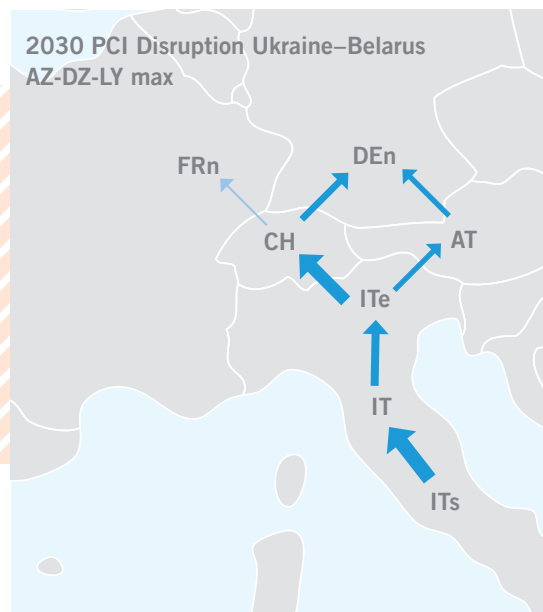 2030 PCI Disruption Ukraine–Belarus
AZ-DZ-LY max
FRn
DEn
CH
AT
ITe
IT
ITs